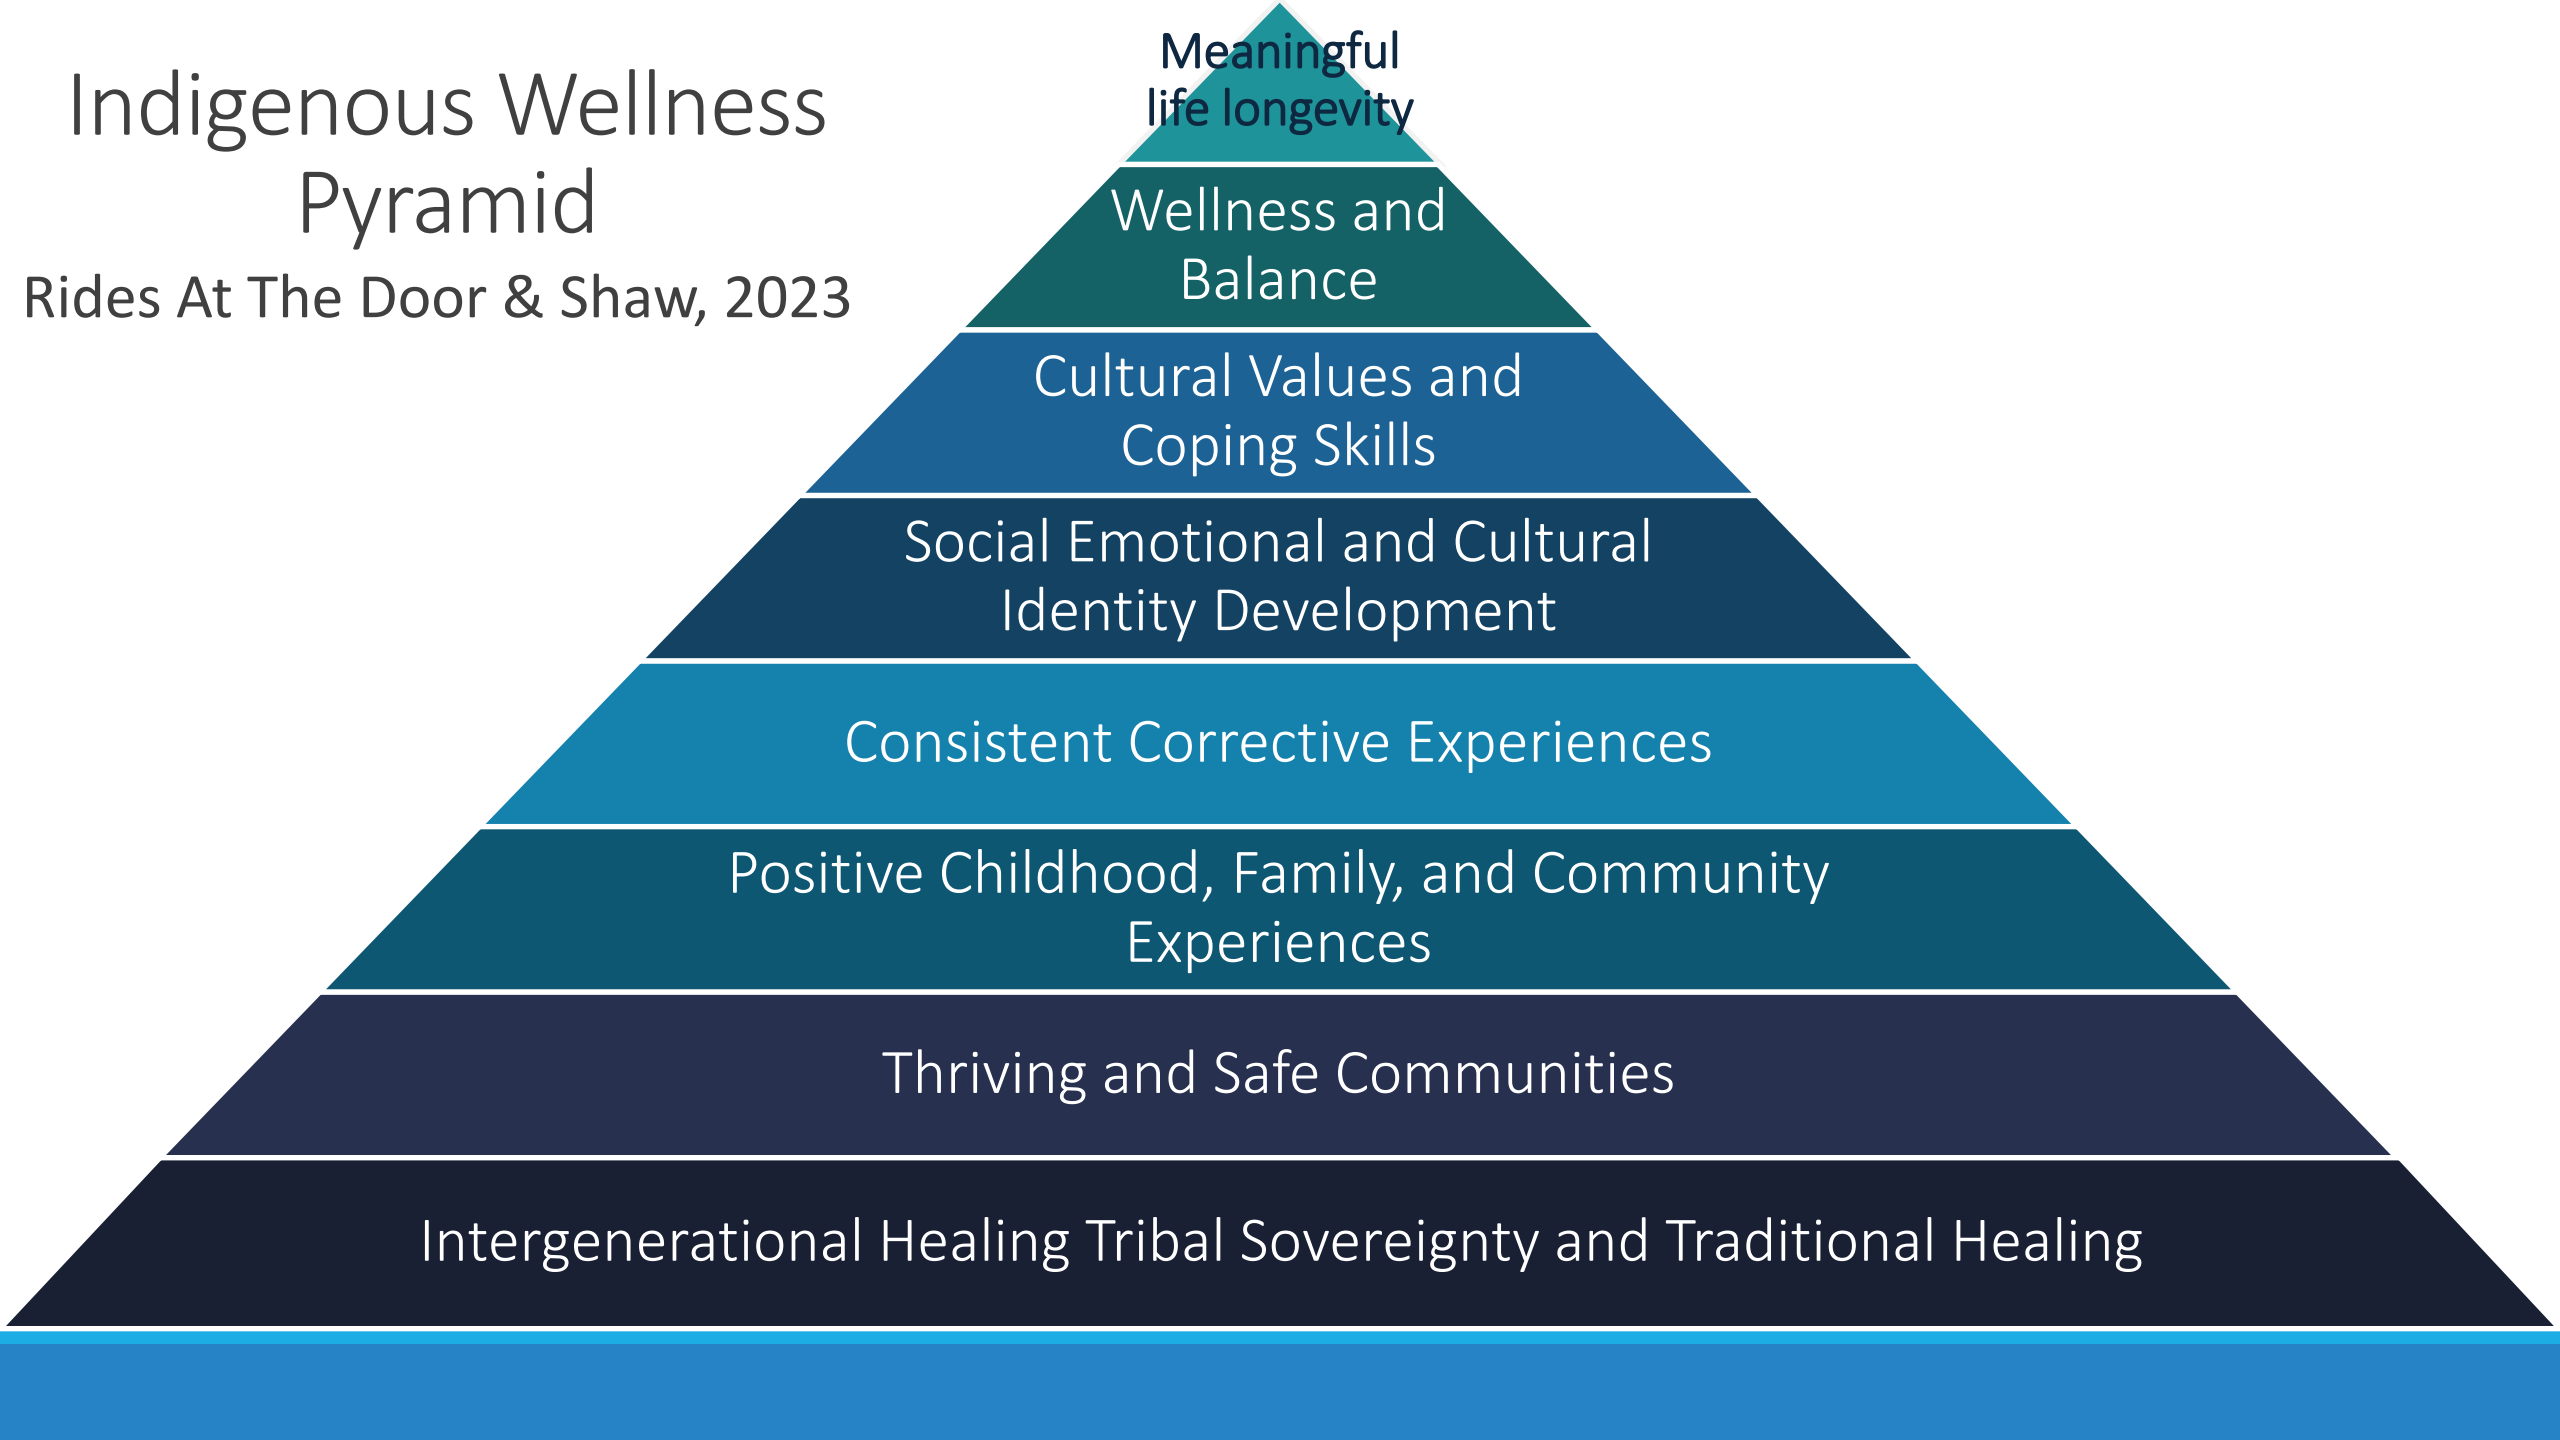 Indigenous Wellness
Pyramid
Rides At The Door & Shaw, 2023
Meaningful
life longevity
Wellness and
Balance
Cultural Values and
Coping Skills
Social Emotional and Cultural
Identity Development
Consistent Corrective Experiences
Positive Childhood, Family, and Community
Experiences
Thriving and Safe Communities
Intergenerational Healing Tribal Sovereignty and Traditional Healing